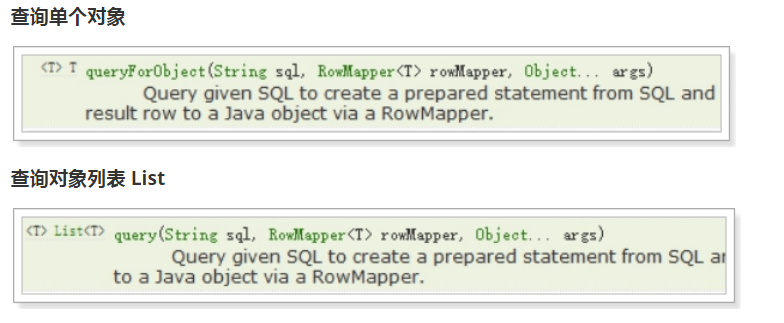 查询单个对象
<T> T queryForObject(String sql, RowMapper<T> rowMapper, Object... args)
Query given SQL to create a prepared statement from SQL and
result row to a Java object via a RowMapper.
查询对象列表 List
<T> List<T> query(String sql, RowMapper<T> rowMapper, Object... args)
Query given SQL to create a prepared statement from SQL
to a Java object via a RowMapper.